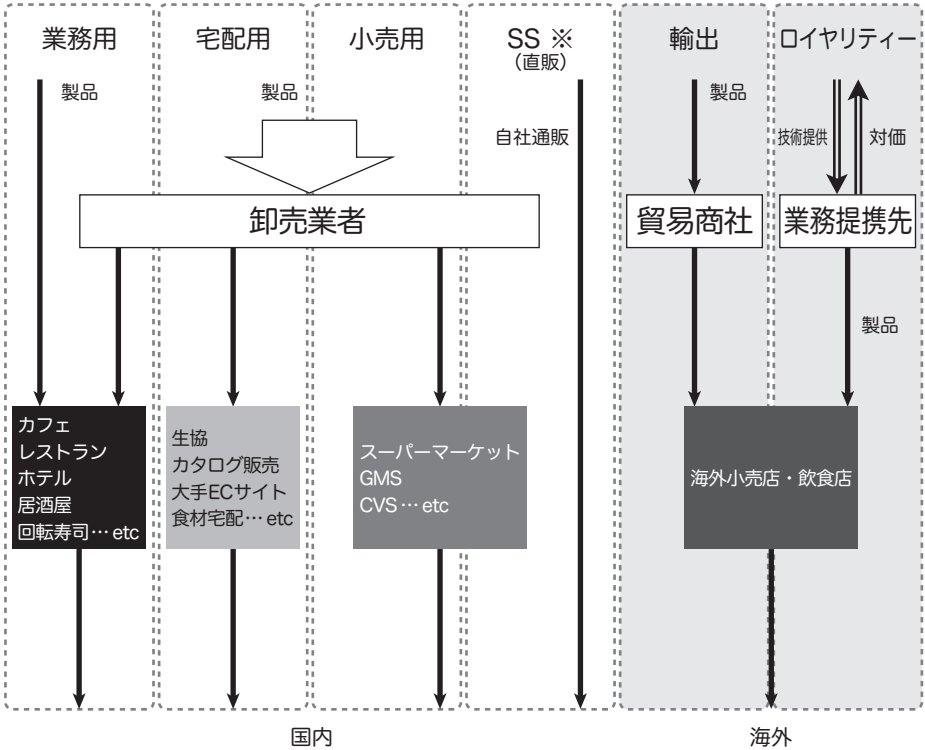 業務用
宅配用
小売用
SS ※
（直販）
輸出
ロイヤリティー
製品
製品
自社通販
製品
技術提供
対価
卸売業者
貿易商社
業務提携先
製品
カフェ
レストラン
ホテル
居酒屋
回転寿司… etc
生協
カタログ販売
大手ECサイト
食材宅配… etc
スーパーマーケット
GMS
CVS … etc
海外小売店・飲食店
国内
海外